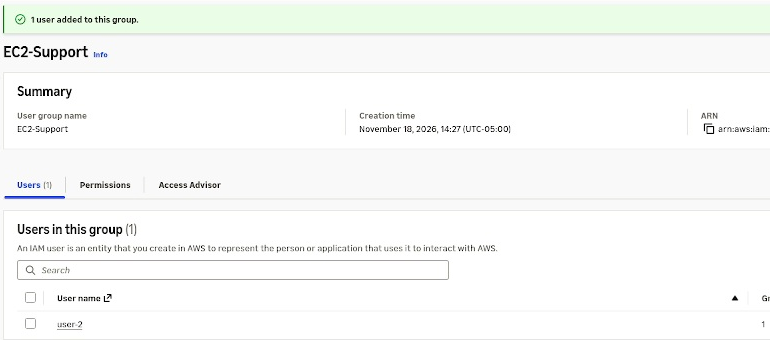 1 user added to this group.
EC2-Support Info
Summary
User group name
EC2-Support
Creation time
November 18, 2026, 14:27 (UTC-05:00)
ARN
arn:aws:iam:
Users (1) Permissions Access Advisor
Users in this group (1)
An IAM user is an entity that you create in AWS to represent the person or application that uses it to interact with AWS.
Search
User name
user-2 1